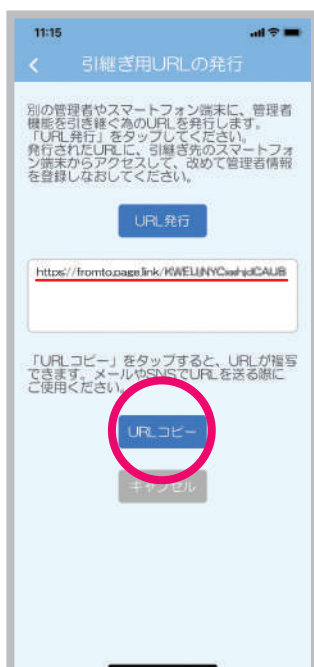 11:15
引継ぎ用URLの発行
別の管理者やスマートフォン端末に、管理者
機能を引き継ぐ為のURLを発行します。
「URL発行」をタップしてください。
発行されたURLに、引継ぎ先のスマートフォ
ン端末からアクセスして、改めて管理者情報
を登録しなおしてください。
URL発行
https://fromto.page.link/
「URLコピー」をタップすると、URLが複写
できます。メールやSNSでURLを送る際に
ご使用ください。
URLコピー
キャンセル